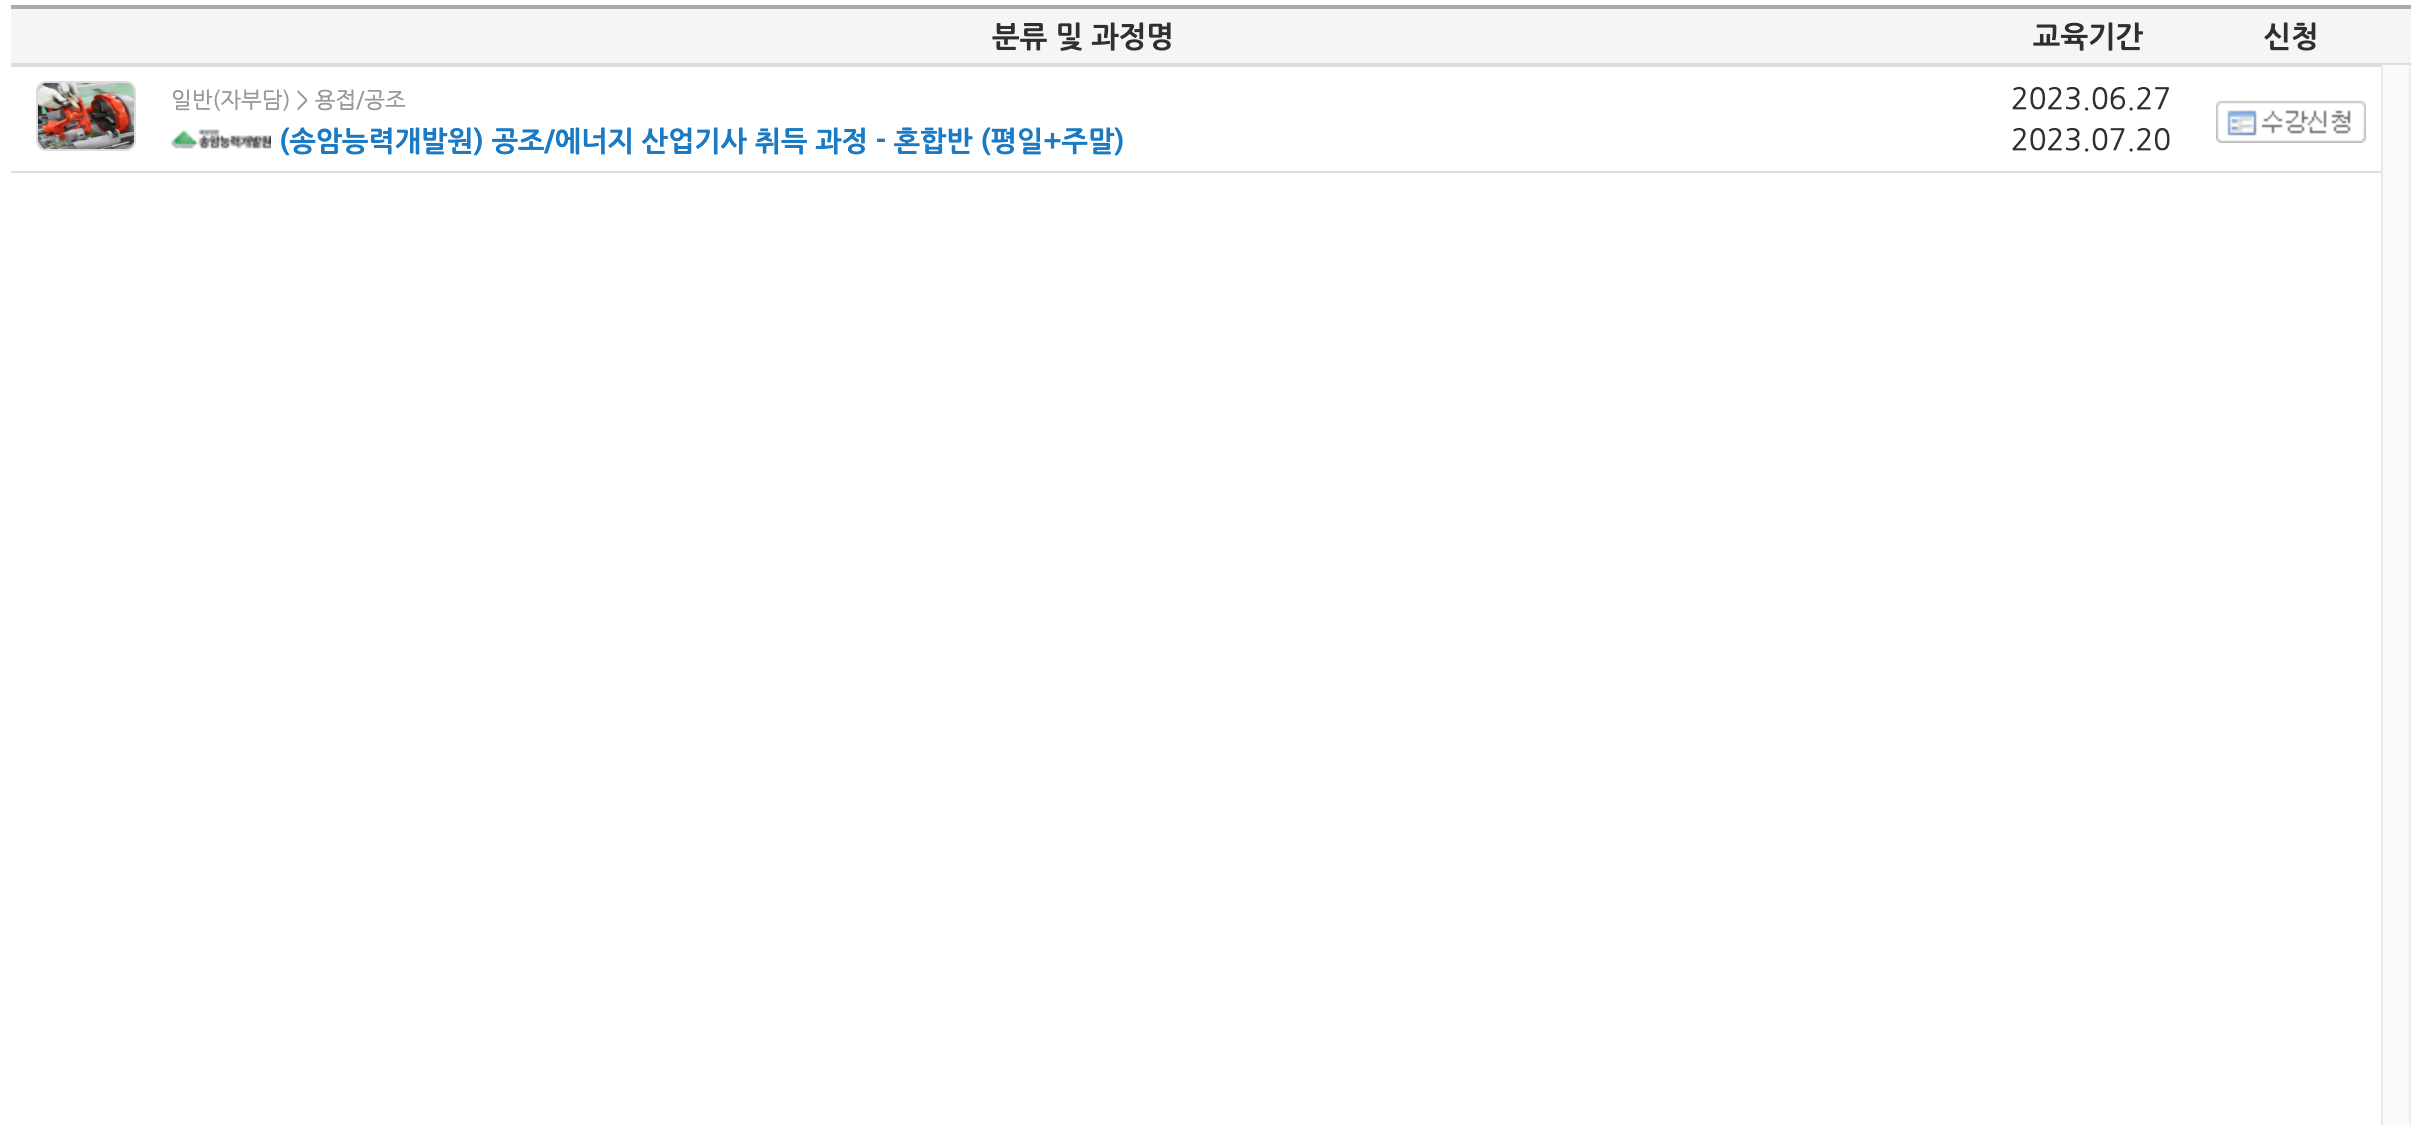 분류 및 과정명 교육기간 신청
일반(자부담) > 용접/공조
송암능력개발원 (송암능력개발원) 공조/에너지 산업기사 취득 과정 - 혼합반 (평일+주말)
2023.06.27
2023.07.20
수강신청